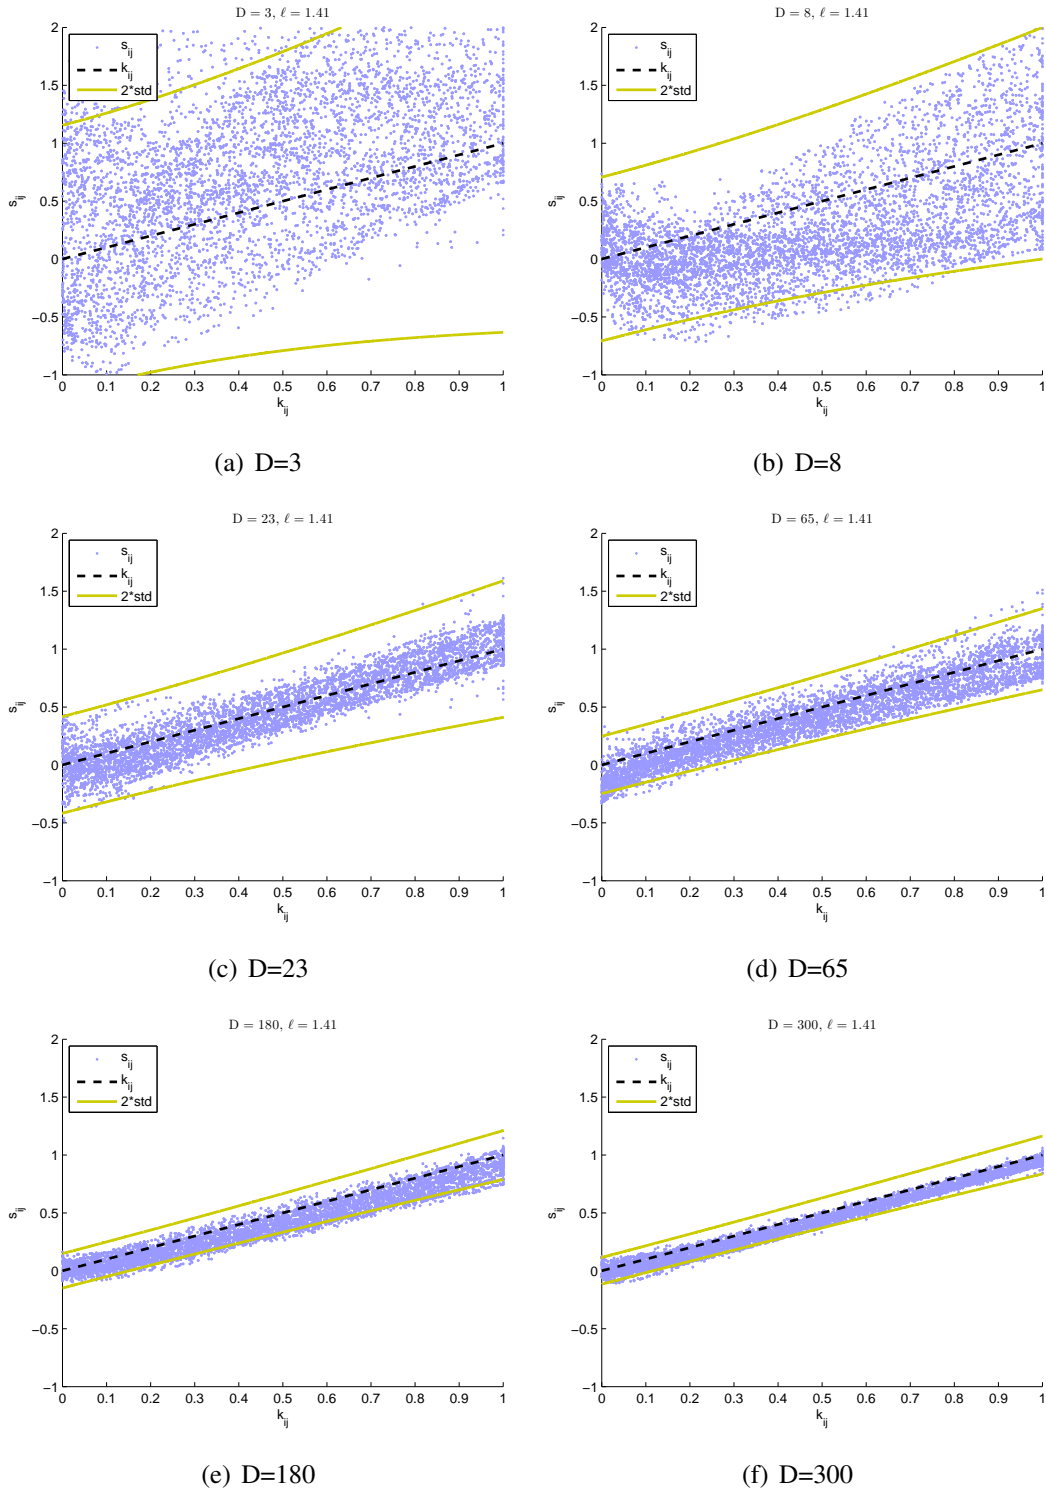 D = 3, ℓ = 1.41
s_ij
k_ij
2*std
2
1.5
1
0.5
0
−0.5
−1
s_ij
0 0.1 0.2 0.3 0.4 0.5 0.6 0.7 0.8 0.9 1
k_ij
(a) D=3
D = 8, ℓ = 1.41
s_ij
k_ij
2*std
2
1.5
1
0.5
0
−0.5
−1
s_ij
0 0.1 0.2 0.3 0.4 0.5 0.6 0.7 0.8 0.9 1
k_ij
(b) D=8
D = 23, ℓ = 1.41
s_ij
k_ij
2*std
2
1.5
1
0.5
0
−0.5
−1
s_ij
0 0.1 0.2 0.3 0.4 0.5 0.6 0.7 0.8 0.9 1
k_ij
(c) D=23
D = 65, ℓ = 1.41
s_ij
k_ij
2*std
2
1.5
1
0.5
0
−0.5
−1
s_ij
0 0.1 0.2 0.3 0.4 0.5 0.6 0.7 0.8 0.9 1
k_ij
(d) D=65
D = 180, ℓ = 1.41
s_ij
k_ij
2*std
2
1.5
1
0.5
0
−0.5
−1
s_ij
0 0.1 0.2 0.3 0.4 0.5 0.6 0.7 0.8 0.9 1
k_ij
(e) D=180
D = 300, ℓ = 1.41
s_ij
k_ij
2*std
2
1.5
1
0.5
0
−0.5
−1
s_ij
0 0.1 0.2 0.3 0.4 0.5 0.6 0.7 0.8 0.9 1
k_ij
(f) D=300